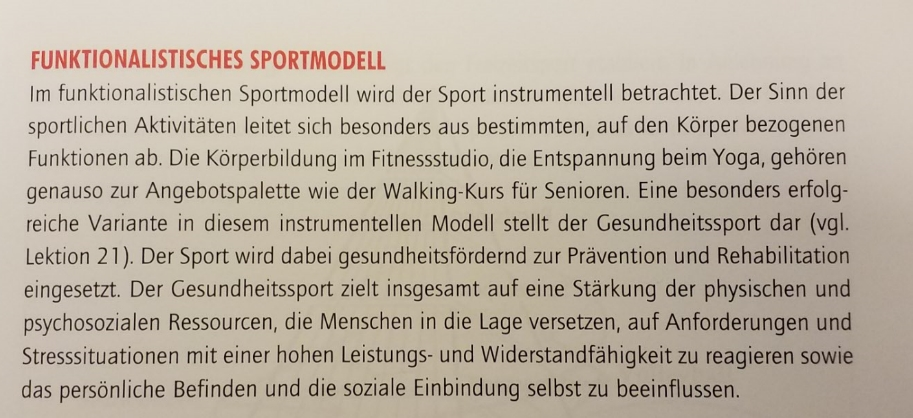 FUNKTIONALISTISCHES SPORTMODELL
Im funktionalistischen Sportmodell wird der Sport instrumentell betrachtet. Der Sinn der
sportlichen Aktivitäten leitet sich besonders aus bestimmten, auf den Körper bezogenen
Funktionen ab. Die Körperbildung im Fitnessstudio, die Entspannung beim Yoga, gehören
genauso zur Angebotspalette wie der Walking-Kurs für Senioren. Eine besonders erfolg-
reiche Variante in diesem instrumentellen Modell stellt der Gesundheitssport dar (vgl.
Lektion 21). Der Sport wird dabei gesundheitsfördernd zur Prävention und Rehabilitation
eingesetzt. Der Gesundheitssport zielt insgesamt auf eine Stärkung der physischen und
psychosozialen Ressourcen, die Menschen in die Lage versetzen, auf Anforderungen und
Stresssituationen mit einer hohen Leistungs- und Widerstandfähigkeit zu reagieren sowie
das persönliche Befinden und die soziale Einbindung selbst zu beeinflussen.